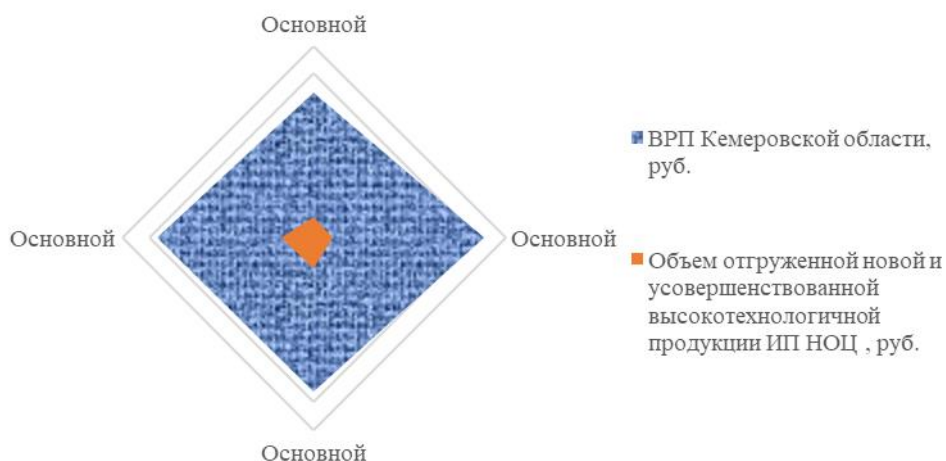 Основной
ВРП Кемеровской области,
руб.
Основной
Основной
Объем отгруженной новой и
усовершенствованной
высокотехнологичной
продукции ИП НОЦ , руб.
Основной